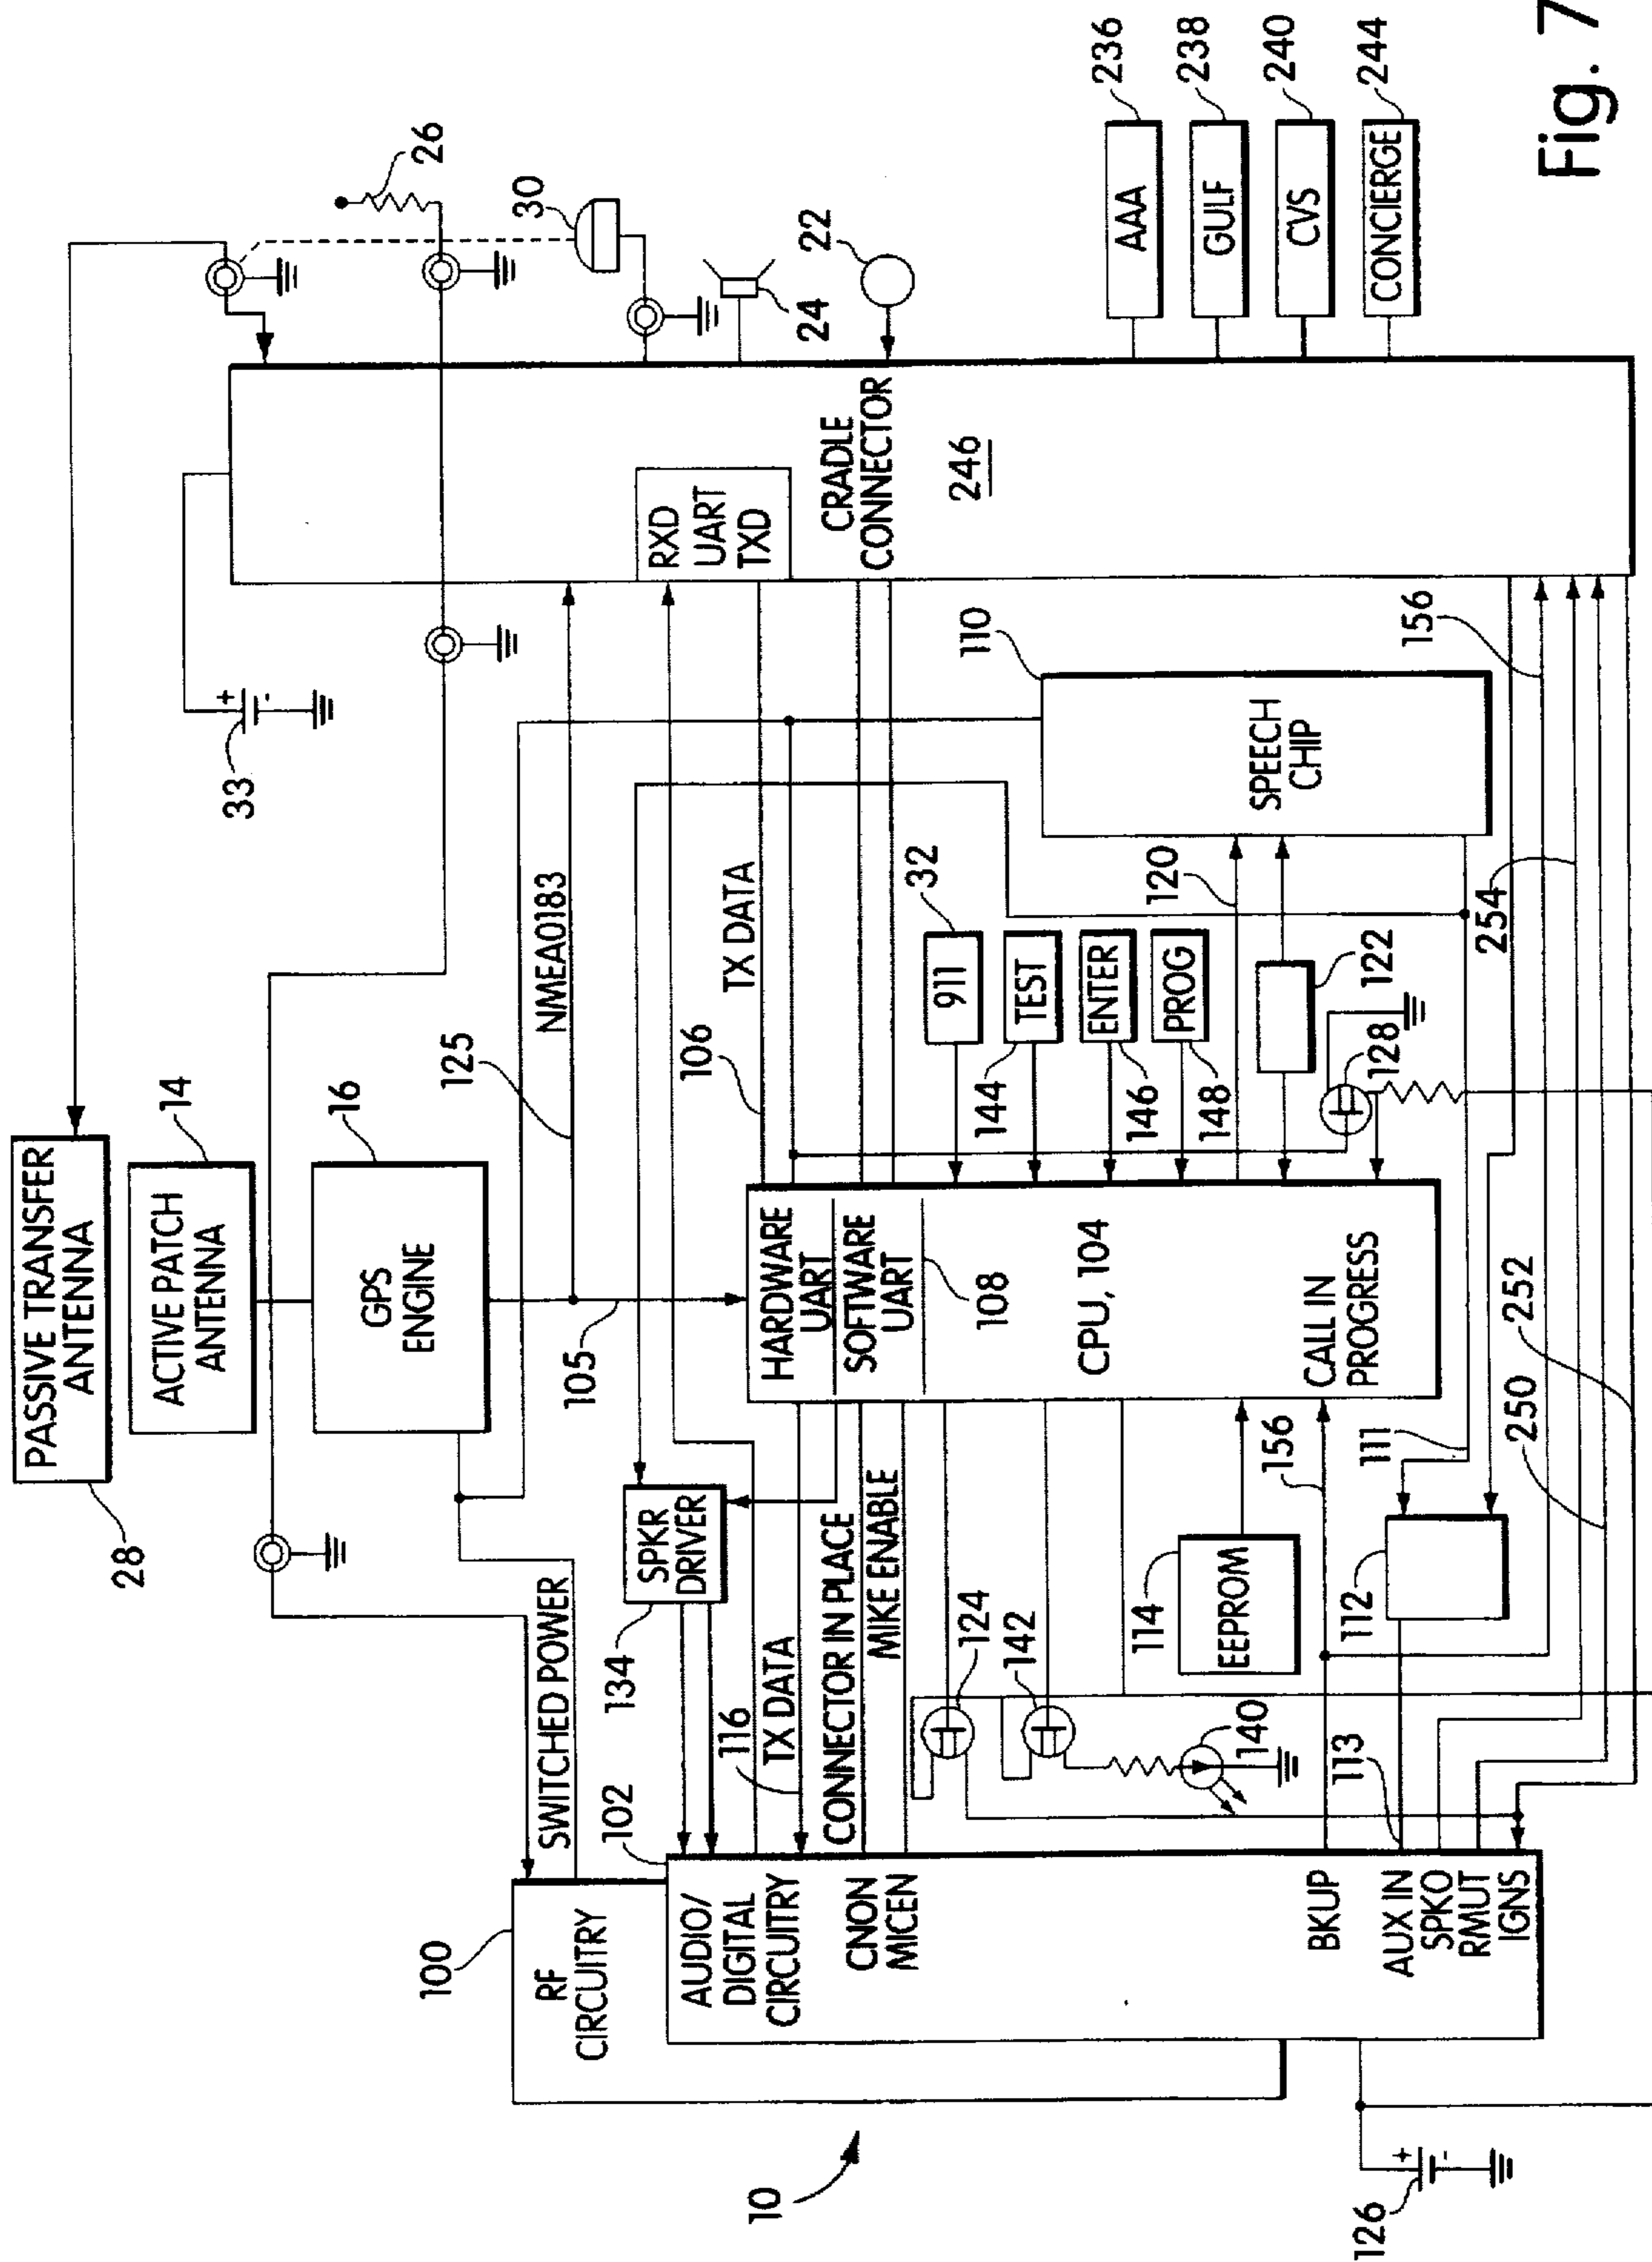 PASSIVE TRANSFER
ANTENNA
28
ACTIVE PATCH
ANTENNA
14
GPS
ENGINE
16
26
30
24
22
33
+
-
AAA
236
GULF
238
CVS
240
CONCIERGE
244
RXD
UART
TXD
CRADLE
CONNECTOR
246
125
NMEA0183
105
106
TX DATA
SWITCHED POWER
SPKR
DRIVER
134
116
TX DATA
CONNECTOR IN PLACE
MIKE ENABLE
HARDWARE
UART
SOFTWARE
UART
108
CPU, 104
CALL IN
PROGRESS
911
32
TEST
144
ENTER
146
PROG
148
120
122
128
SPEECH
CHIP
110
156
254
124
142
140
114
EEPROM
156
111
112
113
250
252
100
RF
CIRCUITRY
102
AUDIO/
DIGITAL
CIRCUITRY
CNON
MICEN
BKUP
AUX IN
SPKO
RMUT
IGNS
10
126
+
-
Fig. 7